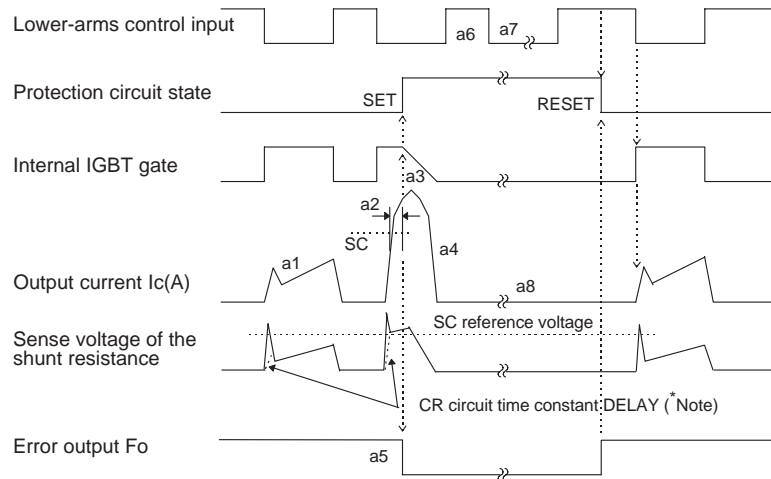 Lower-arms control input
a6
a7
Protection circuit state
SET
RESET
Internal IGBT gate
a3
a2
SC
a4
a1
Output current Ic(A)
a8
SC reference voltage
Sense voltage of the
shunt resistance
CR circuit time constant DELAY (*Note)
Error output Fo
a5